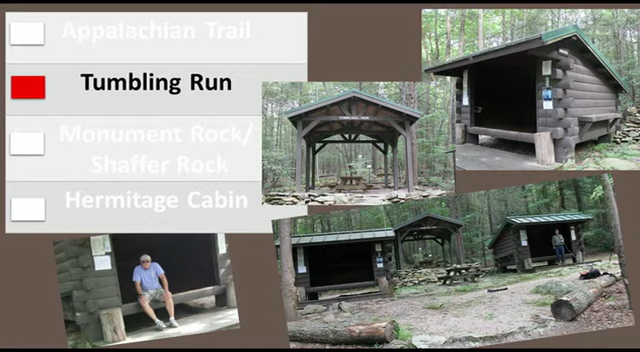 Appalachian Trail
Tumbling Run
Monument Rock/
Shaffer Rock
Hermitage Cabin